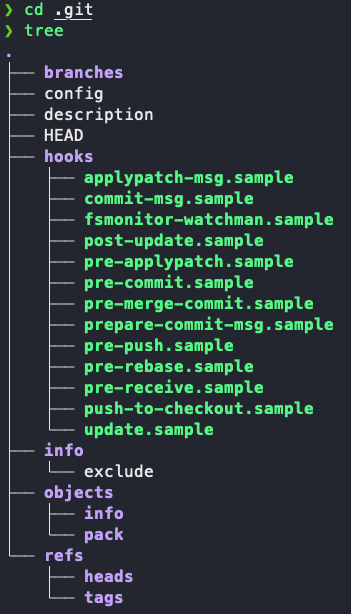 ❯ cd .git
❯ tree
.
├── branches
├── config
├── description
├── HEAD
├── hooks
│   ├── applypatch-msg.sample
│   ├── commit-msg.sample
│   ├── fsmonitor-watchman.sample
│   ├── post-update.sample
│   ├── pre-applypatch.sample
│   ├── pre-commit.sample
│   ├── pre-merge-commit.sample
│   ├── prepare-commit-msg.sample
│   ├── pre-push.sample
│   ├── pre-rebase.sample
│   ├── pre-receive.sample
│   ├── push-to-checkout.sample
│   └── update.sample
├── info
│   └── exclude
├── objects
│   ├── info
│   └── pack
└── refs
    ├── heads
    └── tags